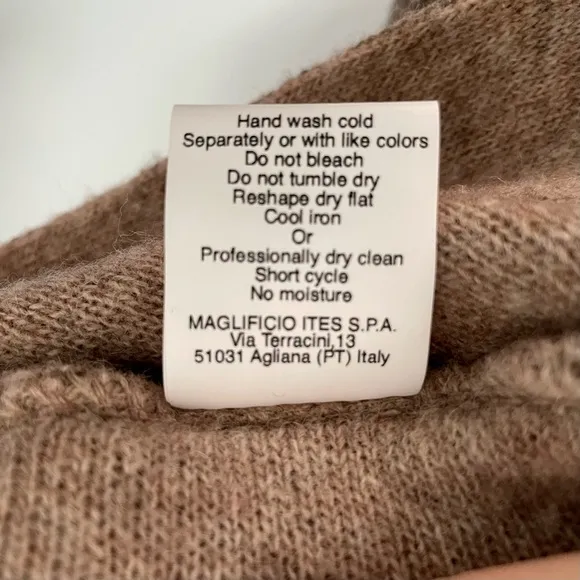 Hand wash cold
Separately or with like colors
Do not bleach
Do not tumble dry
Reshape dry flat
Cool iron
Or
Professionally dry clean
Short cycle
No moisture
MAGLIFICIO ITES S.P.A.
Via Terracini,13
51031 Agliana (PT) Italy